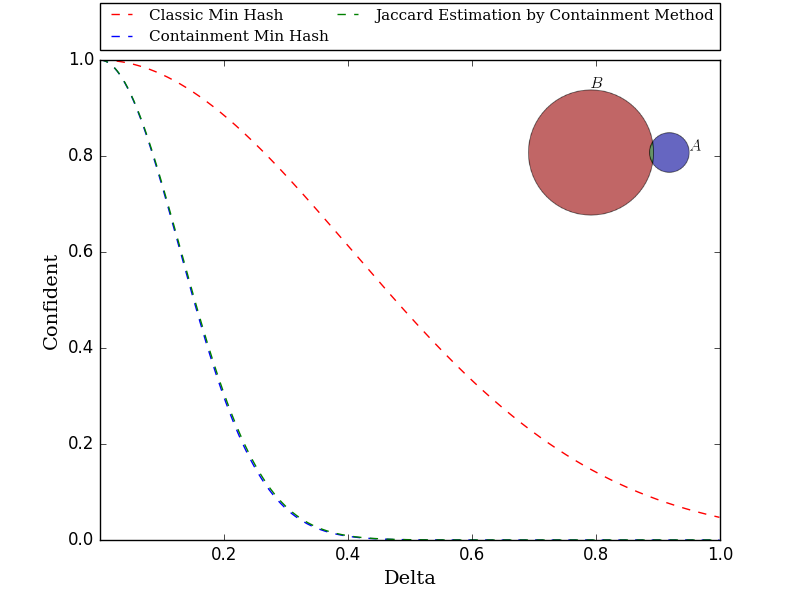 Classic Min Hash
Containment Min Hash
Jaccard Estimation by Containment Method
1.0
0.8
0.6
0.4
0.2
0.0
Confident
B
A
0.2 0.4 0.6 0.8 1.0
Delta